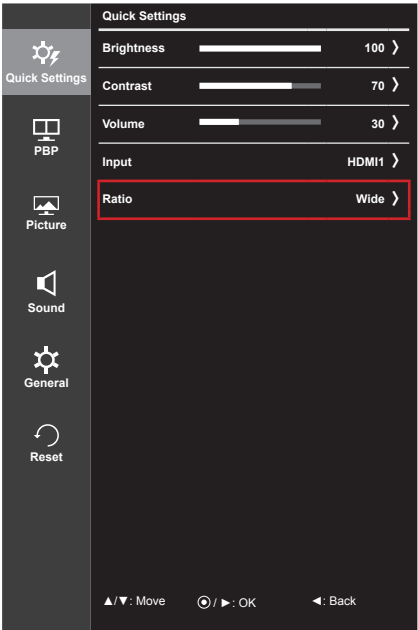 Quick Settings
Brightness 100 ❯
Contrast 70 ❯
Volume 30 ❯
Input HDMI1 ❯
Ratio Wide ❯
Quick Settings
PBP
Picture
Sound
General
Reset
▲/▼: Move ⦿ / ►: OK ◄: Back